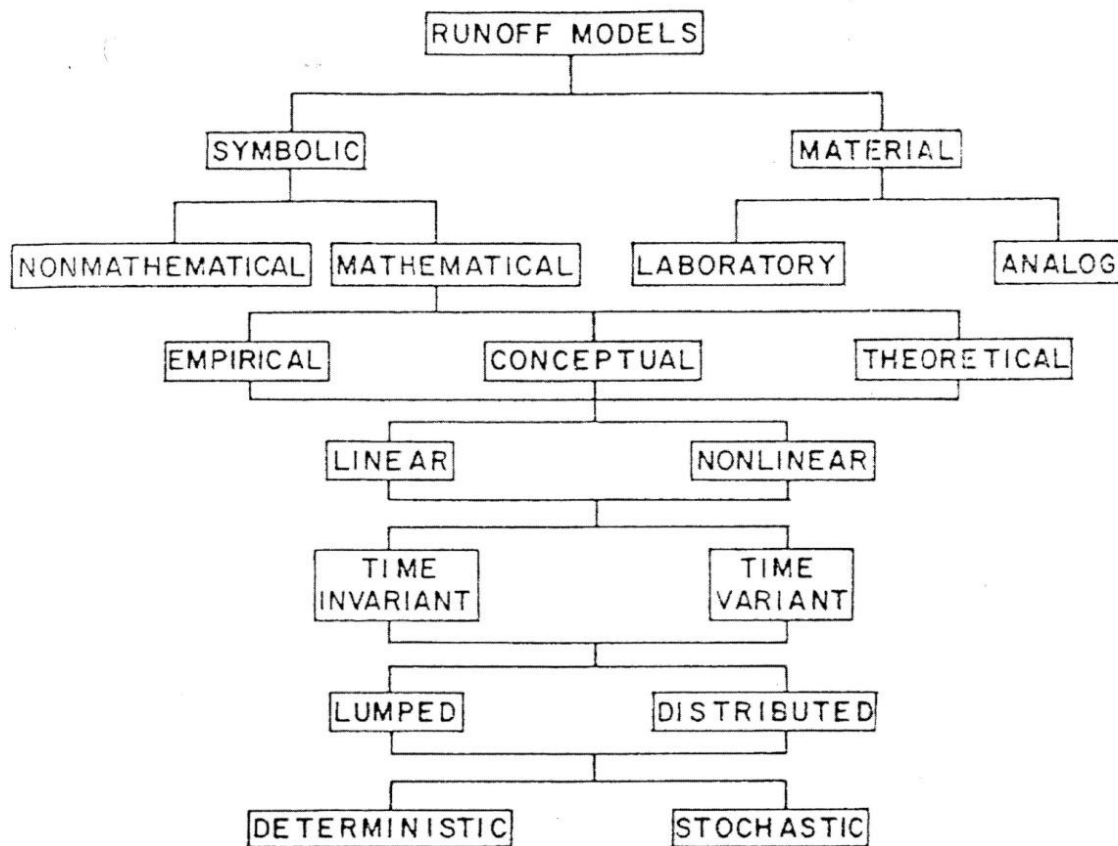 RUNOFF MODELS
SYMBOLIC
MATERIAL
NONMATHEMATICAL
MATHEMATICAL
LABORATORY
ANALOG
EMPIRICAL
CONCEPTUAL
THEORETICAL
LINEAR
NONLINEAR
TIME
INVARIANT
TIME
VARIANT
LUMPED
DISTRIBUTED
DETERMINISTIC
STOCHASTIC